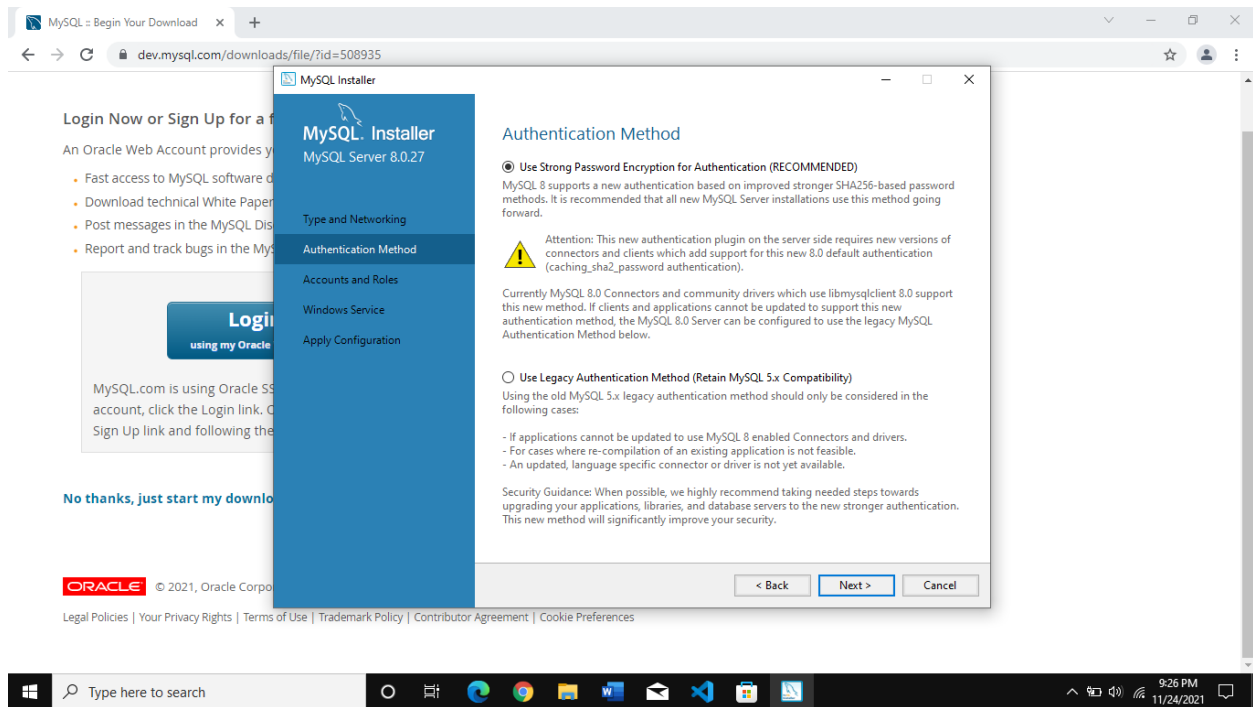 MySQL :: Begin Your Download
dev.mysql.com/downloads/file/?id=508935
Login Now or Sign Up for a f
An Oracle Web Account provides y
Fast access to MySQL software d
Download technical White Paper
Post messages in the MySQL Dis
Report and track bugs in the MyS
Logi
using my Oracle
MySQL.com is using Oracle SS
account, click the Login link. O
Sign Up link and following the
No thanks, just start my downlo
ORACLE © 2021, Oracle Corpo
Legal Policies | Your Privacy Rights | Terms of Use | Trademark Policy | Contributor Agreement | Cookie Preferences
MySQL Installer
MySQL. Installer
MySQL Server 8.0.27
Type and Networking
Authentication Method
Accounts and Roles
Windows Service
Apply Configuration
Authentication Method
Use Strong Password Encryption for Authentication (RECOMMENDED)
MySQL 8 supports a new authentication based on improved stronger SHA256-based password
methods. It is recommended that all new MySQL Server installations use this method going
forward.
Attention: This new authentication plugin on the server side requires new versions of
connectors and clients which add support for this new 8.0 default authentication
(caching_sha2_password authentication).
Currently MySQL 8.0 Connectors and community drivers which use libmysqlclient 8.0 support
this new method. If clients and applications cannot be updated to support this new
authentication method, the MySQL 8.0 Server can be configured to use the legacy MySQL
Authentication Method below.
Use Legacy Authentication Method (Retain MySQL 5.x Compatibility)
Using the old MySQL 5.x legacy authentication method should only be considered in the
following cases:
- If applications cannot be updated to use MySQL 8 enabled Connectors and drivers.
- For cases where re-compilation of an existing application is not feasible.
- An updated, language specific connector or driver is not yet available.
Security Guidance: When possible, we highly recommend taking needed steps towards
upgrading your applications, libraries, and database servers to the new stronger authentication.
This new method will significantly improve your security.
< Back Next > Cancel
Type here to search
9:26 PM
11/24/2021